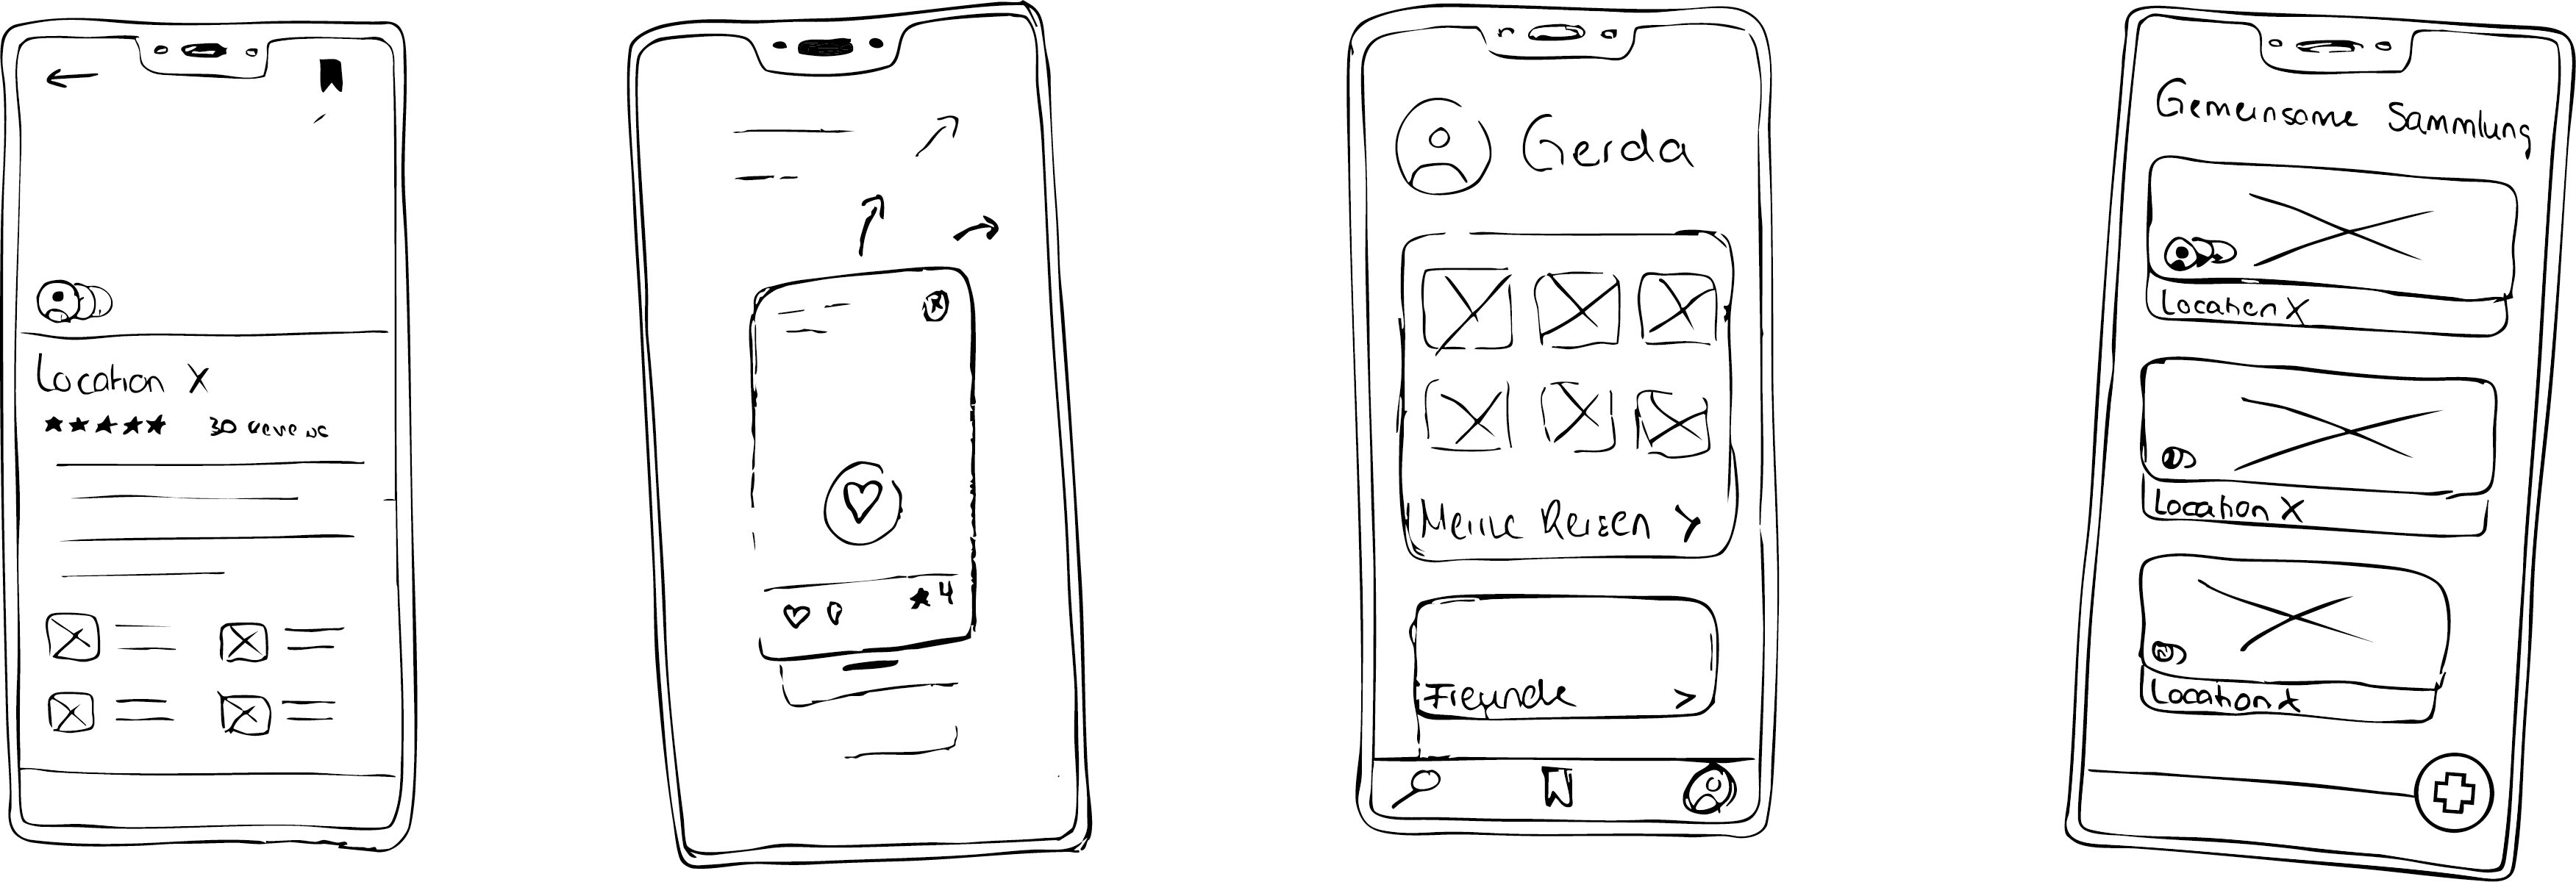 Location X
30 reviews
4
Gerda
Meine Reisen >
Freunde >
Gemeinsame Sammlung
Location X
Location X
Location X